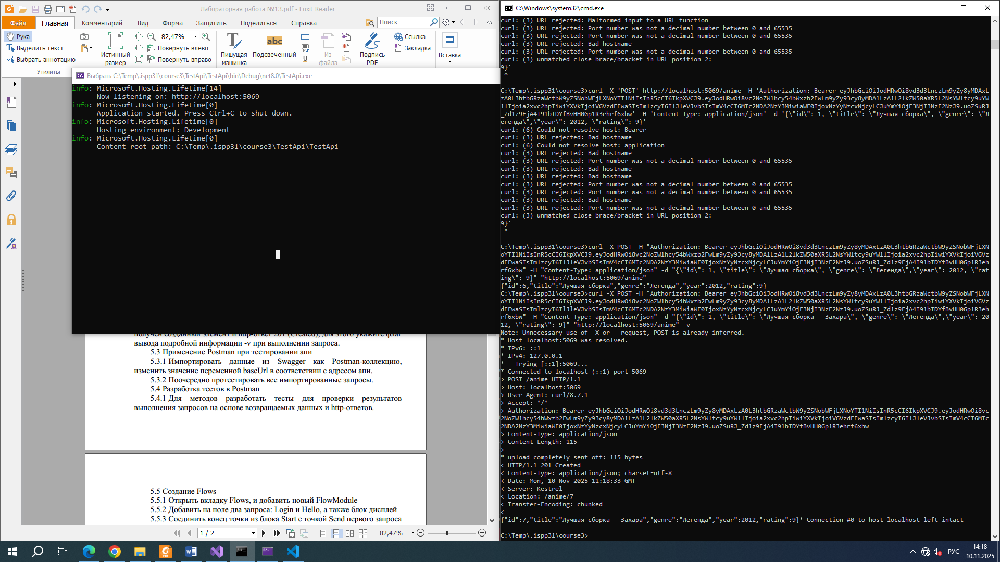 Лабораторная работа №13.pdf - Foxit Reader
Файл
Главная
Комментарий
Вид
Форма
Защитить
Поделиться
Справка
Поиск
Рука
Выделить текст
Выбрать аннотацию
Утилиты
Истинный размер
82,47%
Повернуть влево
Повернуть вправо
Пишущая машинка
abc
Подсвеченный
Из файла
Подпись PDF
Ссылка
Закладка
Вставка
Выбрать C:\Temp\.ispp31\course3\TestApi\TestApi\bin\Debug\net8.0\TestApi.exe
info: Microsoft.Hosting.Lifetime[14]
Now listening on: http://localhost:5069
info: Microsoft.Hosting.Lifetime[0]
Application started. Press Ctrl+C to shut down.
info: Microsoft.Hosting.Lifetime[0]
Hosting environment: Development
info: Microsoft.Hosting.Lifetime[0]
Content root path: C:\Temp\.ispp31\course3\TestApi\TestApi
получен созданный элемент и http-ответ 201 (Created), для этого укажите флаг
вывода подробной информации -v при выполнении запроса.
5.3 Применение Postman при тестировании апи
5.3.1 Импортировать данные из Swagger как Postman-коллекцию,
изменить значение переменной baseUrl в соответствии с адресом апи.
5.3.2 Поочередно протестировать все импортированные запросы.
5.4 Разработка тестов в Postman
5.4.1 Для методов разработать тесты для проверки результатов
выполнения запросов на основе возвращаемых данных и http-ответов.
5.5 Создание Flows
5.5.1 Открыть вкладку Flows, и добавить новый FlowModule
5.5.2 Добавить на поле два запроса: Login и Hello, а также блок дисплей
5.5.3 Соединить конец точки из блока Start с точкой Send первого запроса
1 / 2
82,47%
C:\Windows\system32\cmd.exe
curl: (3) URL rejected: Malformed input to a URL function
curl: (3) URL rejected: Port number was not a decimal number between 0 and 65535
curl: (3) URL rejected: Port number was not a decimal number between 0 and 65535
curl: (3) URL rejected: Bad hostname
curl: (3) URL rejected: Port number was not a decimal number between 0 and 65535
curl: (3) unmatched close brace/bracket in URL position 2:
9}'
^
C:\Temp\.ispp31\course3>curl -X 'POST' http://localhost:5069/anime -H 'Authorization: Bearer eyJhbGciOiJodHRwOi8vd3d3LnczLm9yZy8yMDAxL
zA0L3htbGRzaWctbW9yZSNobWFjLXNoYTI1NiIsInR5cCI6IkpXVCJ9.eyJodHRwOi8vc2NoZW1hcy54bWxzb2FwLm9yZy93cy8yMDA1LzA1L2lkZW50aXR5L2NsYWltcy9uYW
1lIjoia2xvc2hpIiwiYXVkIjoiVGVzdEFwaSIsImlzcyI6IlJleVJvbSIsImV4cCI6MTc2NDA2NzY3MiwiaWF0IjoxNzYyNzcxNjcyLCJuYmYiOjE3NjI3NzE2NzJ9.uoZSuRJ
_Zd1z9EjA4I91bIDYfBvHH0Gp1R3ehrf6xbw' -H 'Content-Type: application/json' -d '{\"id\": 1, \"title\": \"Лучшая сборка\", \"genre\": \"Л
егенда\",\"year\": 2012, \"rating\": 9}'
curl: (6) Could not resolve host: Bearer
curl: (3) URL rejected: Bad hostname
curl: (6) Could not resolve host: application
curl: (3) URL rejected: Bad hostname
curl: (3) URL rejected: Port number was not a decimal number between 0 and 65535
curl: (3) URL rejected: Bad hostname
curl: (3) URL rejected: Bad hostname
curl: (3) URL rejected: Port number was not a decimal number between 0 and 65535
curl: (3) URL rejected: Port number was not a decimal number between 0 and 65535
curl: (3) URL rejected: Bad hostname
curl: (3) URL rejected: Port number was not a decimal number between 0 and 65535
curl: (3) unmatched close brace/bracket in URL position 2:
9}'
^
C:\Temp\.ispp31\course3>curl -X POST -H "Authorization: Bearer eyJhbGciOiJodHRwOi8vd3d3LnczLm9yZy8yMDAxLzA0L3htbGRzaWctbW9yZSNobWFjLXN
oYTI1NiIsInR5cCI6IkpXVCJ9.eyJodHRwOi8vc2NoZW1hcy54bWxzb2FwLm9yZy93cy8yMDA1LzA1L2lkZW50aXR5L2NsYWltcy9uYW1lIjoia2xvc2hpIiwiYXVkIjoiVGVz
dEFwaSIsImlzcyI6IlJleVJvbSIsImV4cCI6MTc2NDA2NzY3MiwiaWF0IjoxNzYyNzcxNjcyLCJuYmYiOjE3NjI3NzE2NzJ9.uoZSuRJ_Zd1z9EjA4I91bIDYfBvHH0Gp1R3eh
rf6xbw" -H "Content-Type: application/json" -d "{\"id\": 1, \"title\": \"Лучшая сборка\", \"genre\": \"Легенда\",\"year\": 2012, \"rat
ing\": 9}" "http://localhost:5069/anime"
{"id":6,"title":"Лучшая сборка","genre":"Легенда","year":2012,"rating":9}
C:\Temp\.ispp31\course3>curl -X POST -H "Authorization: Bearer eyJhbGciOiJodHRwOi8vd3d3LnczLm9yZy8yMDAxLzA0L3htbGRzaWctbW9yZSNobWFjLXN
oYTI1NiIsInR5cCI6IkpXVCJ9.eyJodHRwOi8vc2NoZW1hcy54bWxzb2FwLm9yZy93cy8yMDA1LzA1L2lkZW50aXR5L2NsYWltcy9uYW1lIjoia2xvc2hpIiwiYXVkIjoiVGVz
dEFwaSIsImlzcyI6IlJleVJvbSIsImV4cCI6MTc2NDA2NzY3MiwiaWF0IjoxNzYyNzcxNjcyLCJuYmYiOjE3NjI3NzE2NzJ9.uoZSuRJ_Zd1z9EjA4I91bIDYfBvHH0Gp1R3eh
rf6xbw" -H "Content-Type: application/json" -d "{\"id\": 1, \"title\": \"Лучшая сборка - Захара\", \"genre\": \"Легенда\",\"year\": 20
12, \"rating\": 9}" "http://localhost:5069/anime" -v
Note: Unnecessary use of -X or --request, POST is already inferred.
* Host localhost:5069 was resolved.
* IPv6: ::1
* IPv4: 127.0.0.1
*   Trying [::1]:5069...
* Connected to localhost (::1) port 5069
> POST /anime HTTP/1.1
> Host: localhost:5069
> User-Agent: curl/8.7.1
> Accept: */*
> Authorization: Bearer eyJhbGciOiJodHRwOi8vd3d3LnczLm9yZy8yMDAxLzA0L3htbGRzaWctbW9yZSNobWFjLXNoYTI1NiIsInR5cCI6IkpXVCJ9.eyJodHRwOi8vc
2NoZW1hcy54bWxzb2FwLm9yZy93cy8yMDA1LzA1L2lkZW50aXR5L2NsYWltcy9uYW1lIjoia2xvc2hpIiwiYXVkIjoiVGVzdEFwaSIsImlzcyI6IlJleVJvbSIsImV4cCI6MTc
2NDA2NzY3MiwiaWF0IjoxNzYyNzcxNjcyLCJuYmYiOjE3NjI3NzE2NzJ9.uoZSuRJ_Zd1z9EjA4I91bIDYfBvHH0Gp1R3ehrf6xbw
> Content-Type: application/json
> Content-Length: 115
>
* upload completely sent off: 115 bytes
< HTTP/1.1 201 Created
< Content-Type: application/json; charset=utf-8
< Date: Mon, 10 Nov 2025 11:18:33 GMT
< Server: Kestrel
< Location: /anime/7
< Transfer-Encoding: chunked
<
{"id":7,"title":"Лучшая сборка - Захара","genre":"Легенда","year":2012,"rating":9}* Connection #0 to host localhost left intact
C:\Temp\.ispp31\course3>
РУС
14:18
10.11.2025